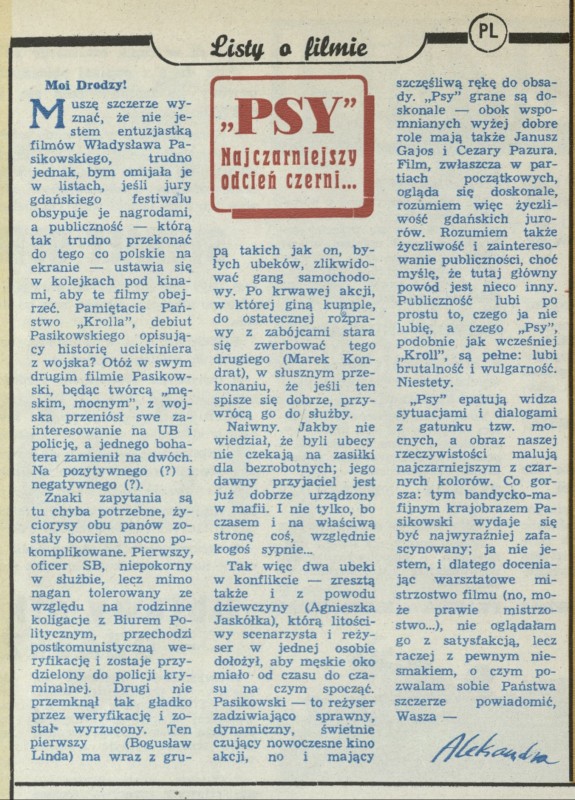 PL
Listy o filmie
Moi Drodzy!
Muszę szczerze wy-
znać, że nie je-
stem entuzjastką
filmów Władysława Pa-
sikowskiego, trudno
jednak, bym omijała je
w listach, jeśli jury
gdańskiego festiwalu
obsypuje je nagrodami,
a publiczność — którą
tak trudno przekonać
do tego co polskie na
ekranie — ustawia się
w kolejkach pod kina-
mi, aby te filmy obej-
rzeć. Pamiętacie Pań-
stwo „Krolla”, debiut
Pasikowskiego opisują-
cy historię uciekiniera
z wojska? Otóż w swym
drugim filmie Pasikow-
ski, będąc twórcą „mę-
skim, mocnym”, z woj-
ska przeniósł swe za-
interesowanie na UB i
policję, a jednego boha-
tera zamienił na dwóch.
Na pozytywnego (?) i
negatywnego (?).
Znaki zapytania są
tu chyba potrzebne, ży-
ciorysy obu panów zo-
stały bowiem mocno po-
komplikowane. Pierwszy,
oficer SB, niepokorny
w służbie, lecz mimo
nagan tolerowany ze
względu na rodzinne
koligacje z Biurem Po-
litycznym, przechodzi
postkomunistyczną we-
ryfikację i zostaje przy-
dzielony do policji kry-
minalnej. Drugi nie
przemknął tak gładko
przez weryfikację i zo-
stał wyrzucony. Ten
pierwszy (Bogusław
Linda) ma wraz z gru-
„PSY”
Najczarniejszy
odcień czerni...
pą takich jak on, by-
łych ubeków, zlikwido-
wać gang samochodo-
wy. Po krwawej akcji,
w której giną kumple,
do ostatecznej rozpra-
wy z zabójcami stara
się zwerbować tego
drugiego (Marek Kon-
drat), w słusznym prze-
konaniu, że jeśli ten
spisze się dobrze, przy-
wrócą go do służby.
Naiwny. Jakby nie
wiedział, że byli ubecy
nie czekają na zasiłki
dla bezrobotnych; jego
dawny przyjaciel jest
już dobrze urządzony
w mafii. I nie tylko, bo
czasem i na właściwą
stronę coś, względnie
kogoś sypnie...
Tak więc dwa ubeki
w konflikcie — zresztą
także i z powodu
dziewczyny (Agnieszka
Jaskółka), którą litości-
wy scenarzysta i reży-
ser w jednej osobie
dołożył, aby męskie oko
miało od czasu do cza-
su na czym spocząć.
Pasikowski — to reżyser
zadziwiająco sprawny,
dynamiczny, świetnie
czujący nowoczesne kino
akcji, no i mający
szczęśliwą rękę do obsa-
dy. „Psy” grane są do-
skonale — obok wspo-
mnianych wyżej dobre
role mają także Janusz
Gajos i Cezary Pazura.
Film, zwłaszcza w par-
tiach początkowych,
ogląda się doskonale,
rozumiem więc życzli-
wość gdańskich juro-
rów. Rozumiem także
życzliwość i zaintereso-
wanie publiczności, choć
myślę, że tutaj główny
powód jest nieco inny.
Publiczność lubi po
prostu to, czego ja nie
lubię, a czego „Psy”,
podobnie jak wcześniej
„Kroll”, są pełne: lubi
brutalność i wulgarność.
Niestety.
„Psy” epatują widza
sytuacjami i dialogami
z gatunku tzw. mo-
cnych, a obraz naszej
rzeczywistości malują
najczarniejszym z czar-
nych kolorów. Co gor-
sza: tym bandycko-ma-
fijnym krajobrazem Pa-
sikowski wydaje się
być najwyraźniej zafa-
scynowany; ja nie je-
stem, i dlatego docenia-
jąc warsztatowe mi-
strzostwo filmu (no, mo-
że prawie mistrzo-
stwo...), nie oglądałam
go z satysfakcją, lecz
raczej z pewnym nie-
smakiem, o czym po-
zwalam sobie Państwa
szczerze powiadomić,
Wasza —
Aleksandra